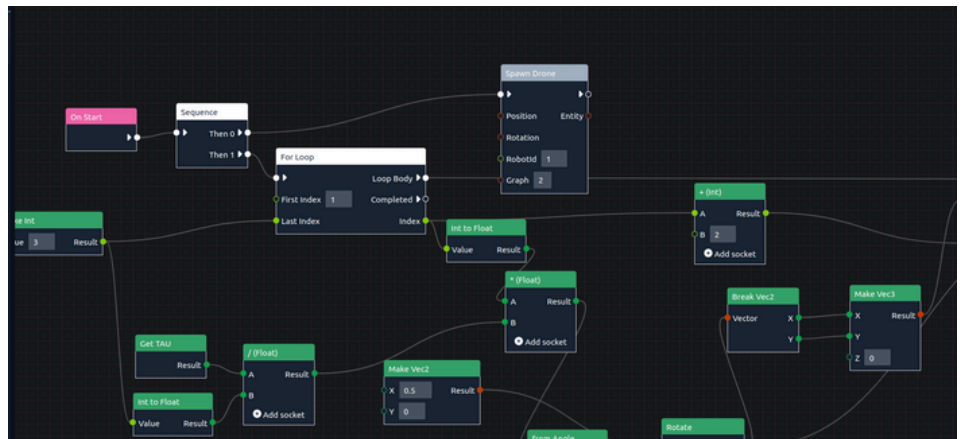 Spawn Drone
Position Entity
Rotation
RobotId 1
Graph 2
On Start
Sequence
Then 0
Then 1
For Loop
Loop Body
First Index 1 Completed
Last Index Index
+ (Int)
A Result
B 2
Add socket
Int
3 Result
Int to Float
Value Result
* (Float)
A Result
B
Add socket
Break Vec2
Vector X
Y
Make Vec3
X Result
Y
Z 0
Get TAU
Result
/ (Float)
A Result
B
Add socket
Make Vec2
X 0.5 Result
Y 0
Int to Float
Value Result
From Angle
Rotate